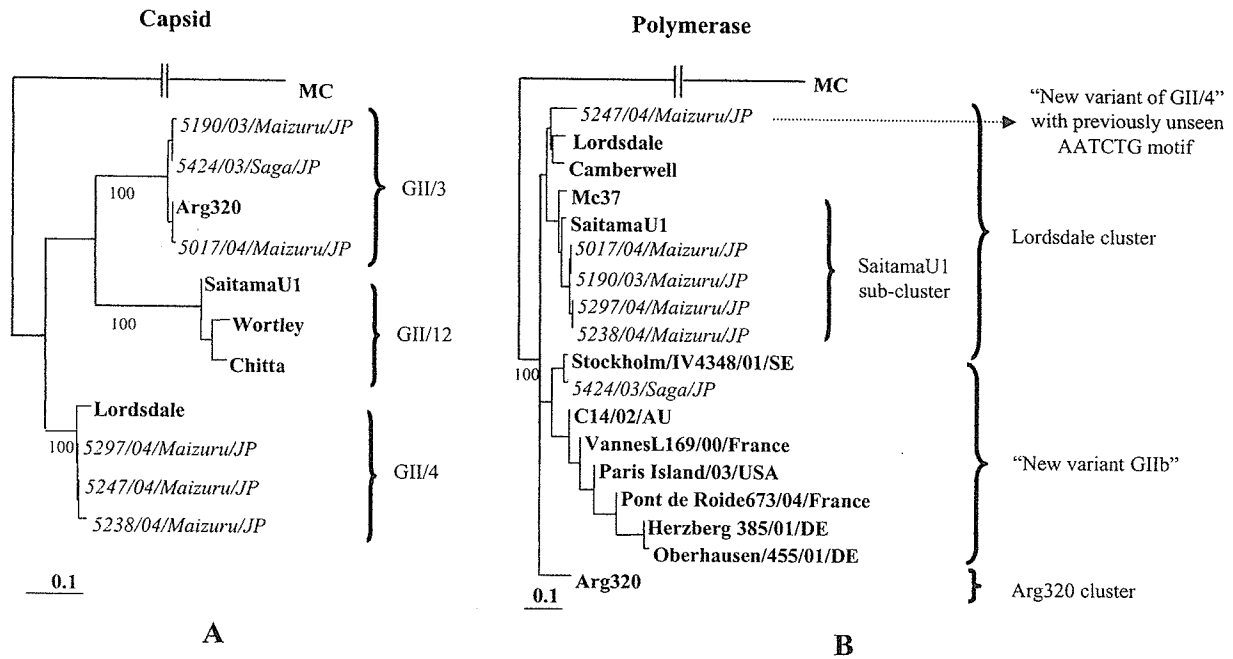 Capsid
MC
5190/03/Maizuru/JP
5424/03/Saga/JP
100
Arg320
5017/04/Maizuru/JP
GII/3
SaitamaU1
100
Wortley
Chitta
GII/12
Lordsdale
100
5297/04/Maizuru/JP
5247/04/Maizuru/JP
5238/04/Maizuru/JP
GII/4
0.1
A
Polymerase
MC
5247/04/Maizuru/JP
"New variant of GII/4"
with previously unseen
AATCTG motif
Lordsdale
Camberwell
Mc37
SaitamaU1
5017/04/Maizuru/JP
5190/03/Maizuru/JP
5297/04/Maizuru/JP
5238/04/Maizuru/JP
SaitamaU1
sub-cluster
Lordsdale cluster
100
Stockholm/IV4348/01/SE
5424/03/Saga/JP
C14/02/AU
VannesL169/00/France
Paris Island/03/USA
Pont de Roide673/04/France
Herzberg 385/01/DE
Oberhausen/455/01/DE
"New variant GIIb"
Arg320
Arg320 cluster
0.1
B